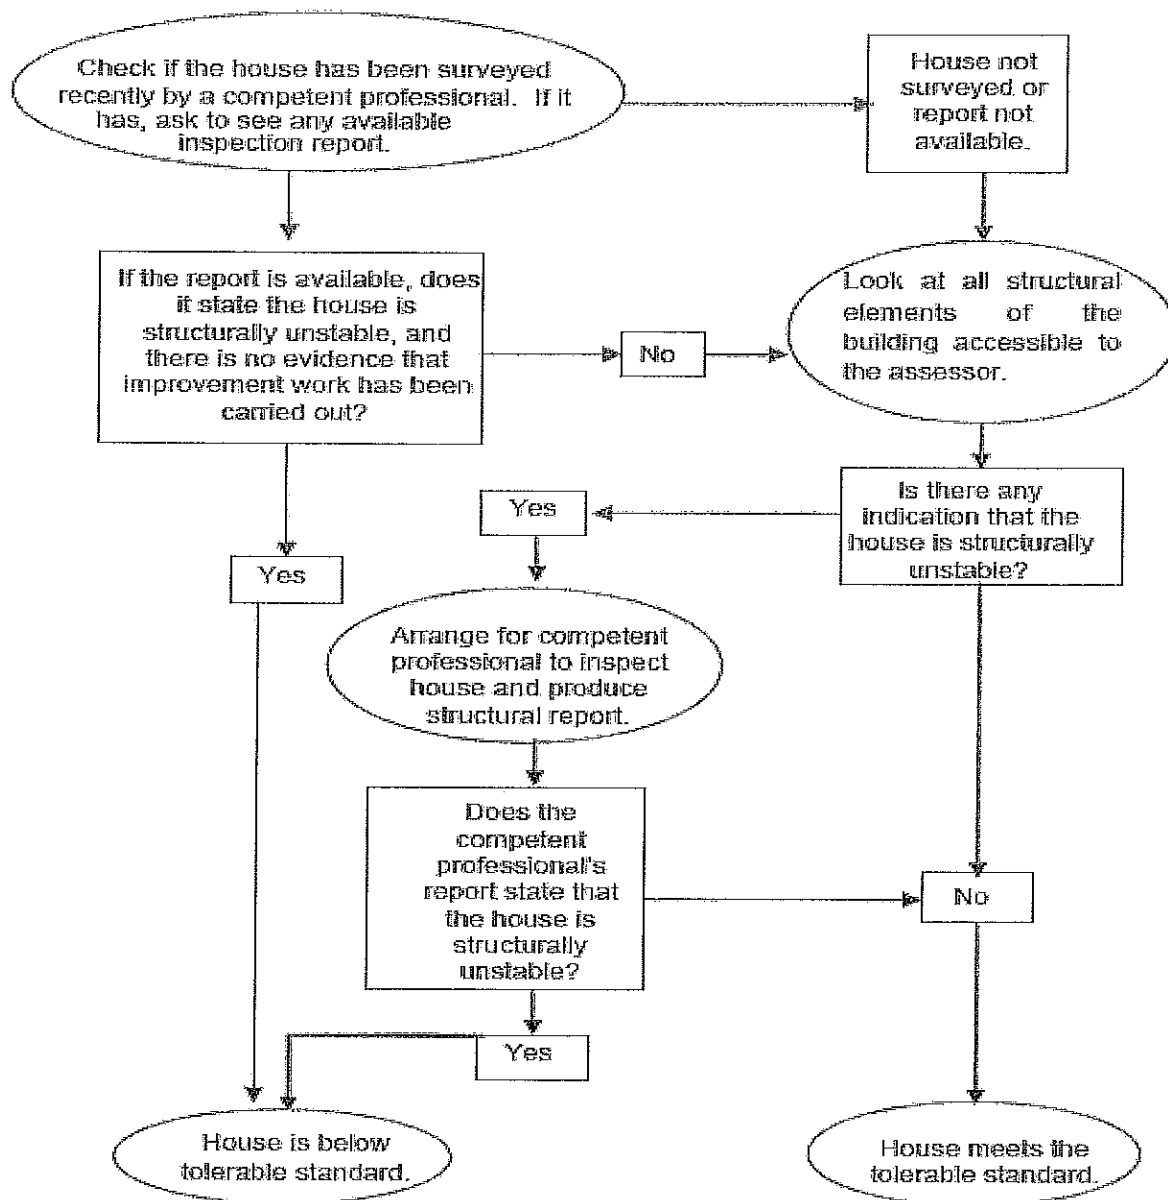 Check if the house has been surveyed
recently by a competent professional. If it
has, ask to see any available
inspection report.
House not
surveyed or
report not
available.
If the report is available, does
it state the house is
structurally unstable, and
there is no evidence that
improvement work has been
carried out?
No
Look at all structural
elements of the
building accessible to
the assessor.
Yes
Is there any
indication that the
house is structurally
unstable?
Yes
Arrange for competent
professional to inspect
house and produce
structural report.
Does the
competent
professional's
report state that
the house is
structurally
unstable?
No
Yes
House is below
tolerable standard.
House meets the
tolerable standard.